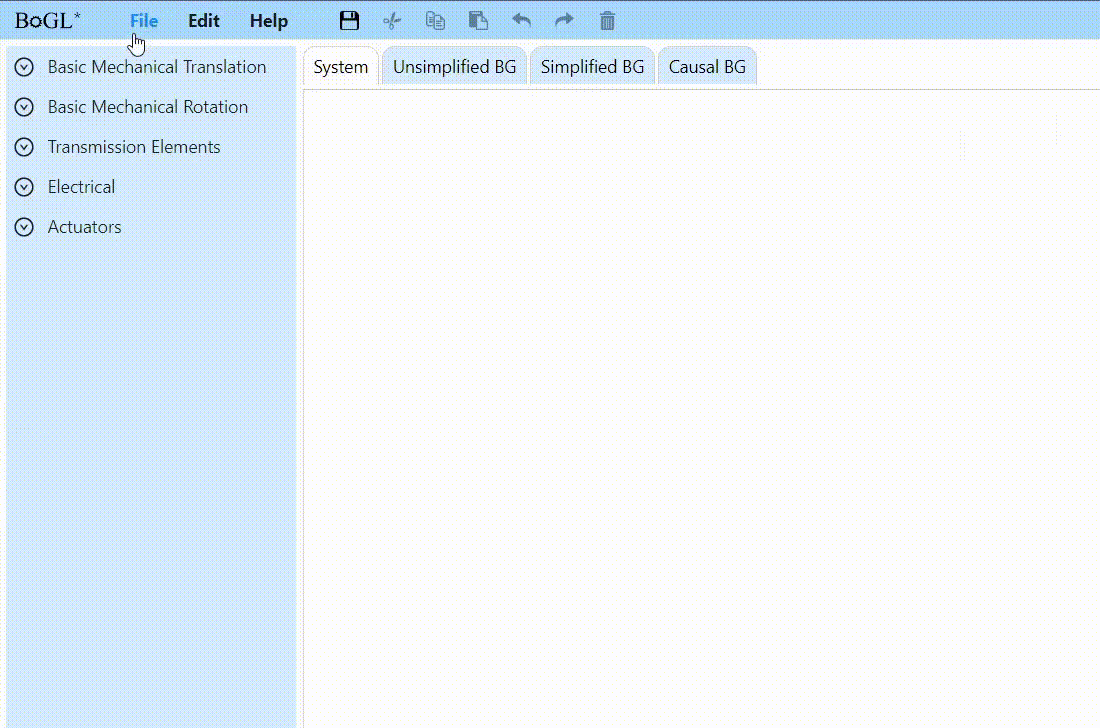 BoGL* File Edit Help
Basic Mechanical Translation
Basic Mechanical Rotation
Transmission Elements
Electrical
Actuators
System Unsimplified BG Simplified BG Causal BG